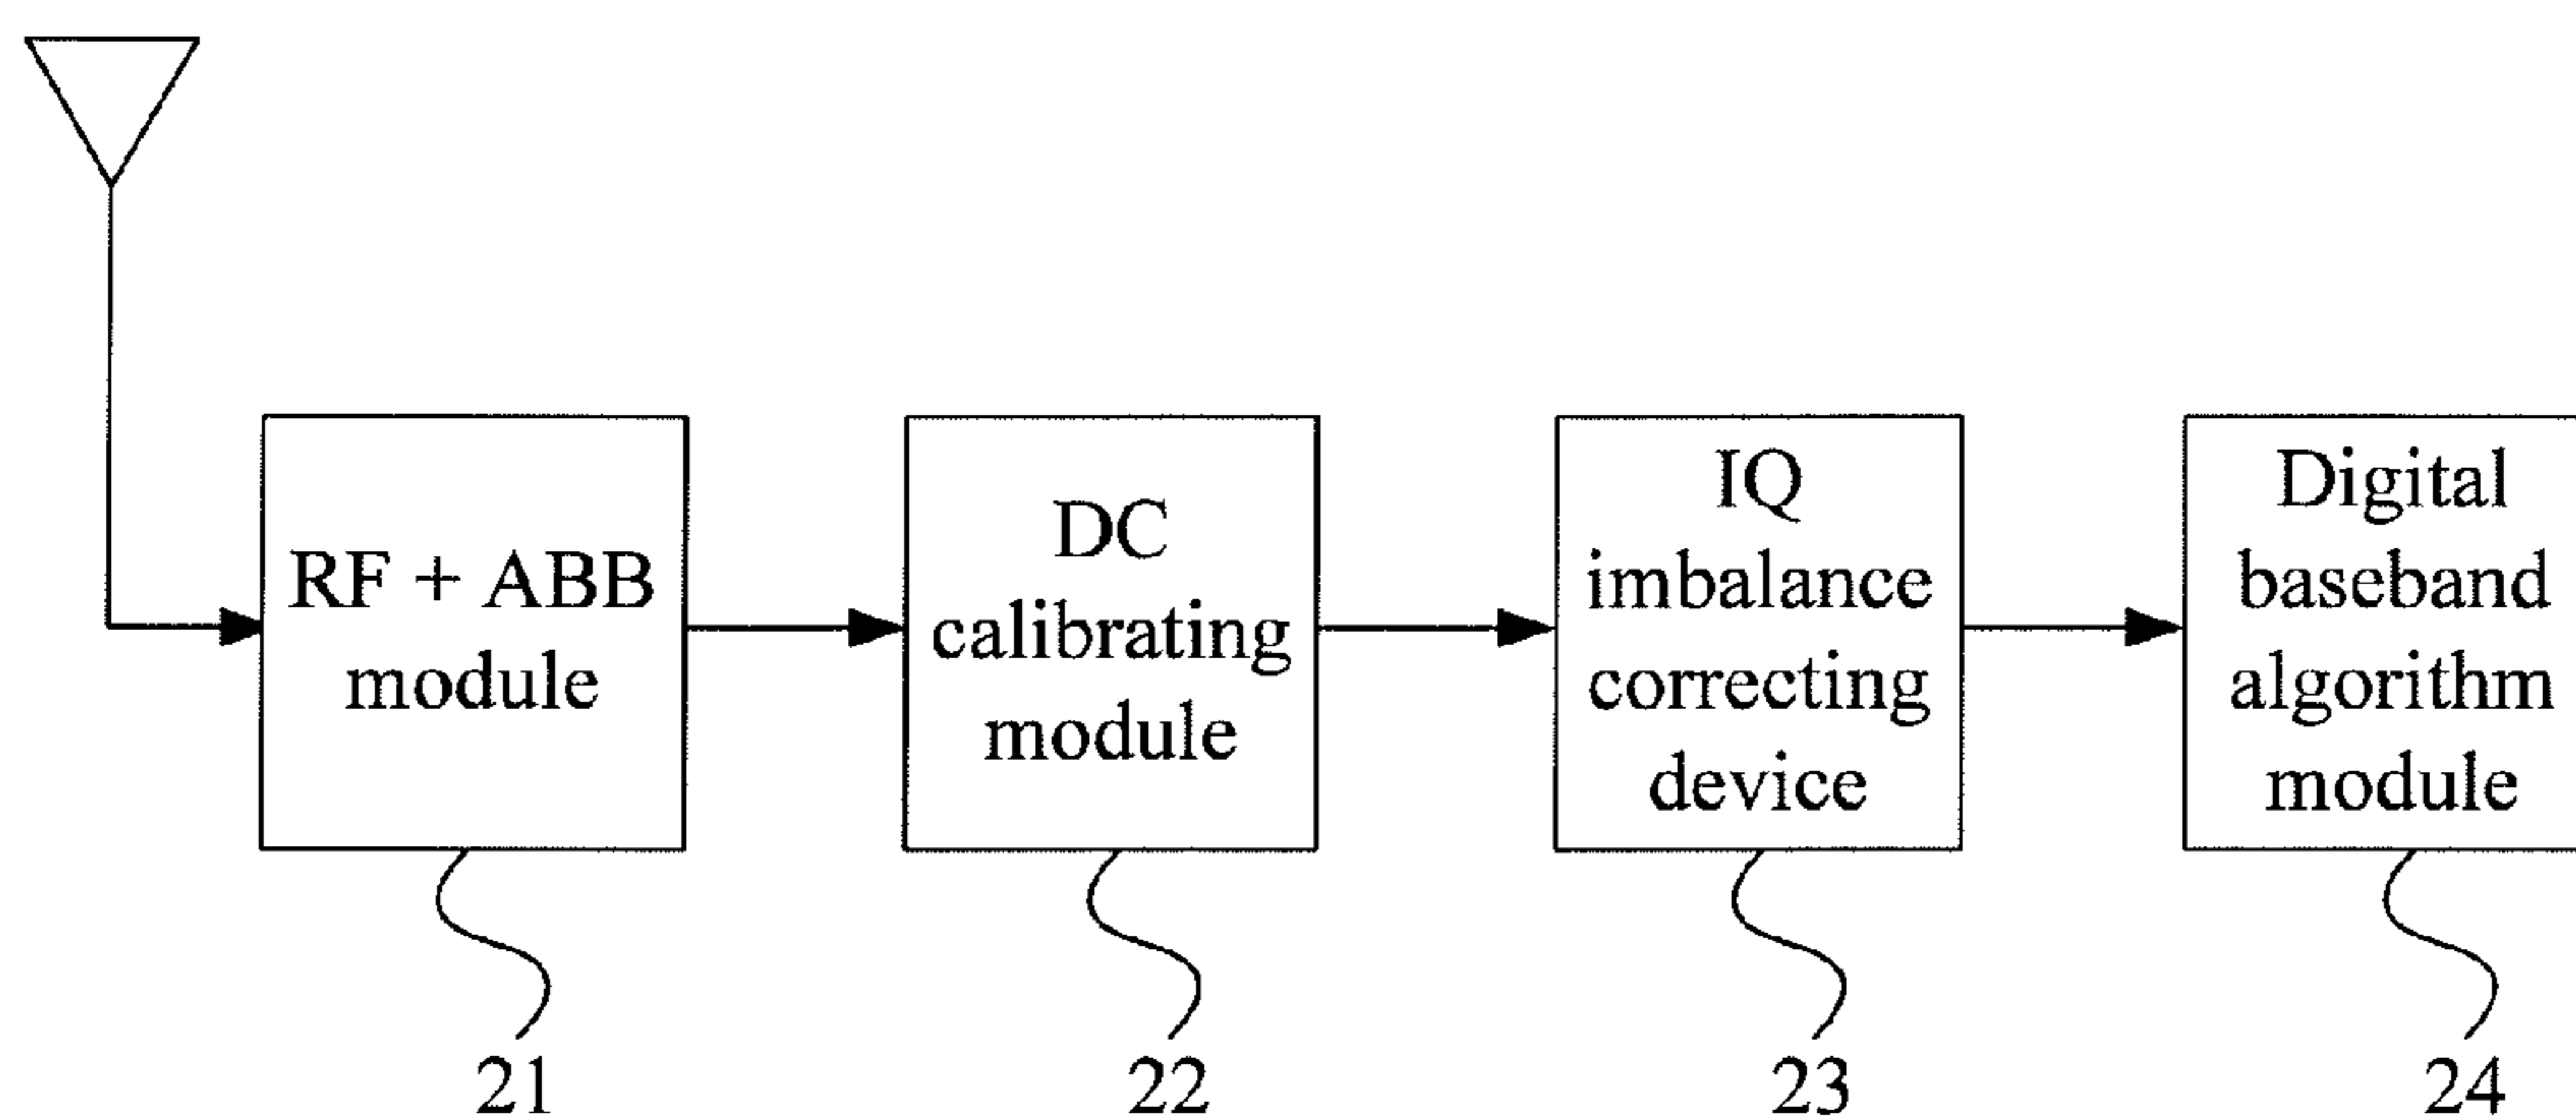 RF + ABB
module
DC
calibrating
module
IQ
imbalance
correcting
device
Digital
baseband
algorithm
module
21
22
23
24